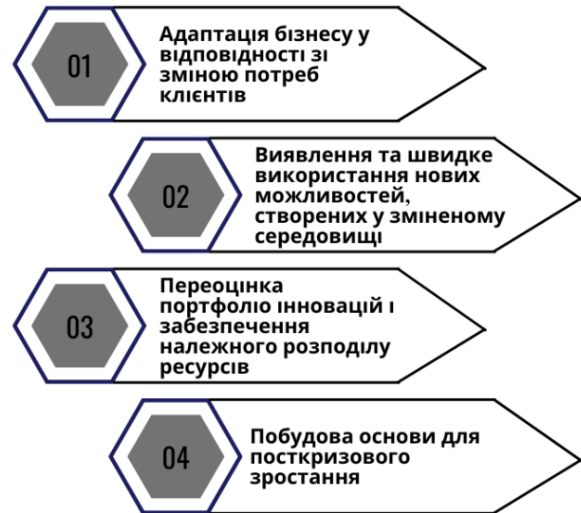 01
Адаптація бізнесу у
відповідності зі
зміною потреб
клієнтів
02
Виявлення та швидке
використання нових
можливостей,
створених у зміненому
середовищі
03
Переоцінка
портфоліо інновацій і
забезпечення
належного розподілу
ресурсів
04
Побудова основи для
посткризового
зростання